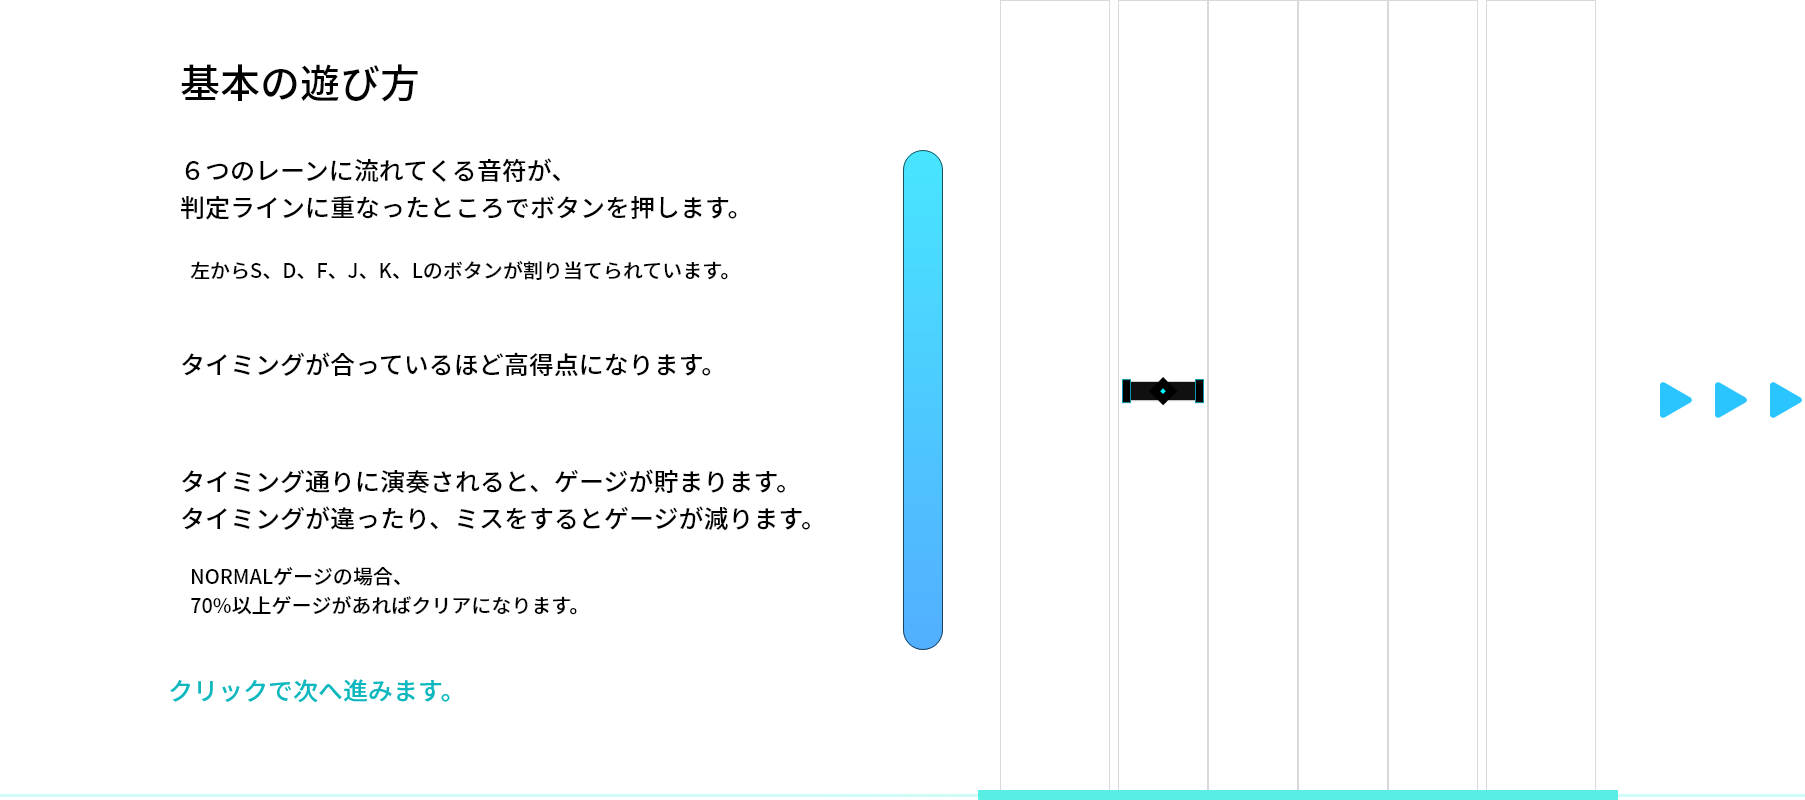 基本の遊び方
６つのレーンに流れてくる音符が、
判定ラインに重なったところでボタンを押します。
左からS、D、F、J、K、Lのボタンが割り当てられています。
タイミングが合っているほど高得点になります。
タイミング通りに演奏されると、ゲージが貯まります。
タイミングが違ったり、ミスをするとゲージが減ります。
NORMALゲージの場合、
70%以上ゲージがあればクリアになります。
クリックで次へ進みます。